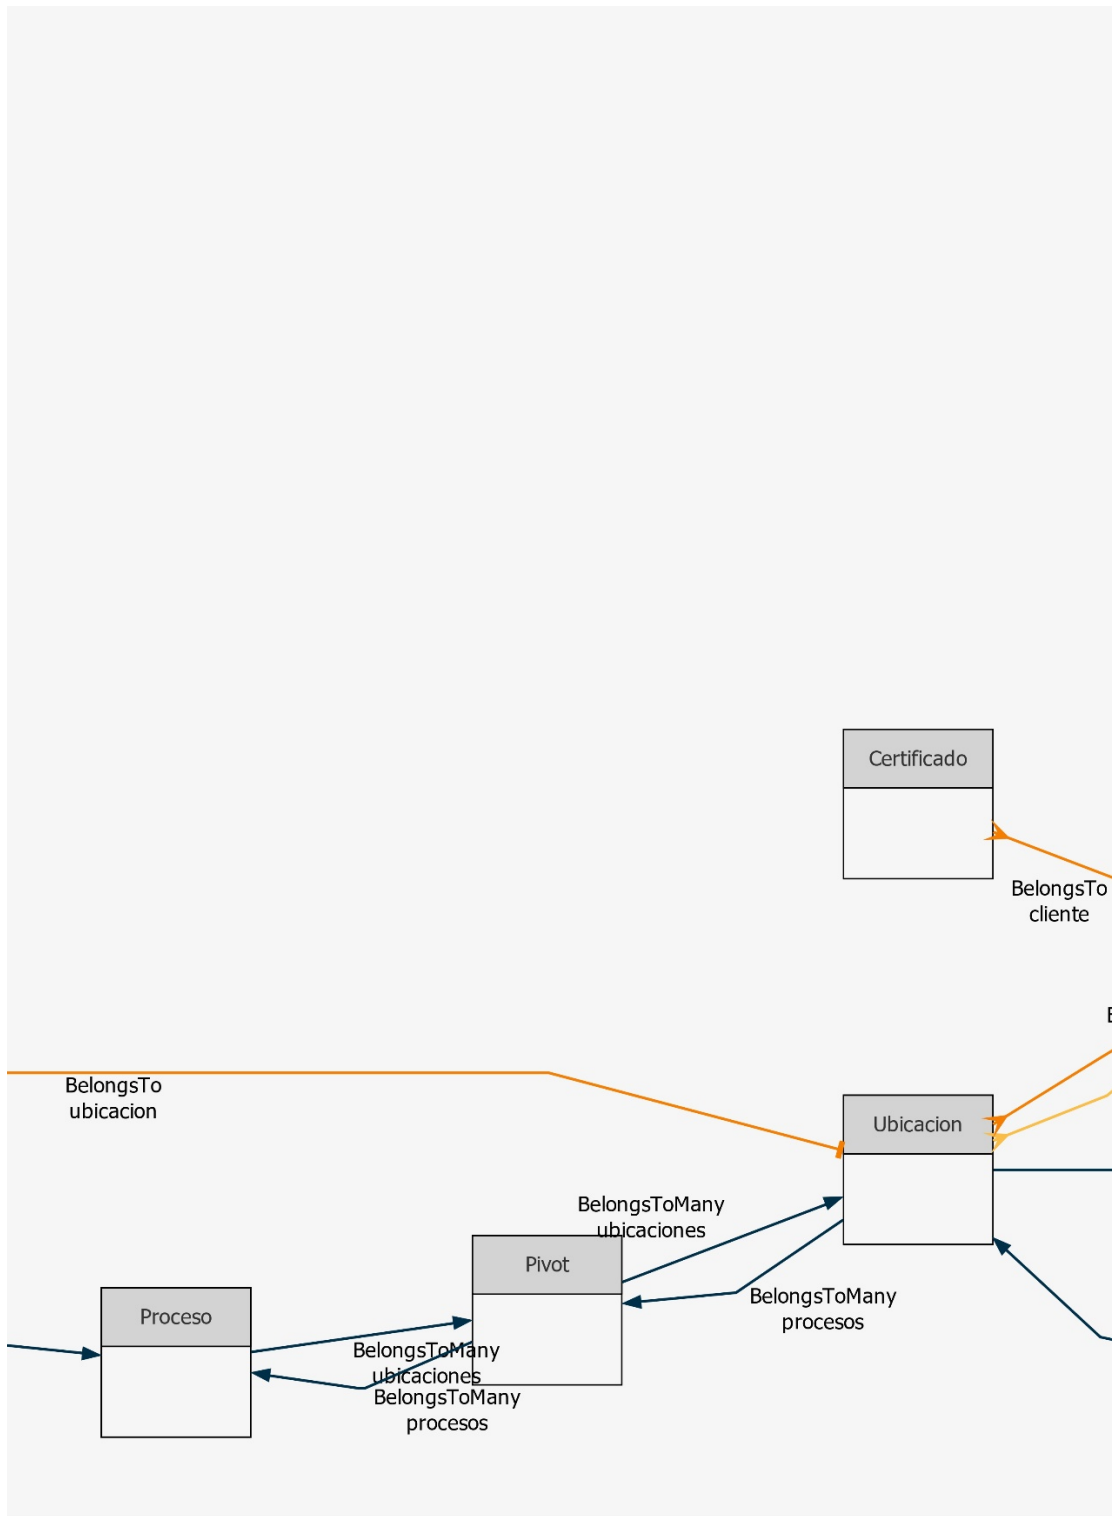 Certificado
BelongsTo
cliente
BelongsTo
ubicacion
Ubicacion
BelongsToMany
ubicaciones
Pivot
BelongsToMany
procesos
Proceso
BelongsToMany
ubicaciones
BelongsToMany
procesos